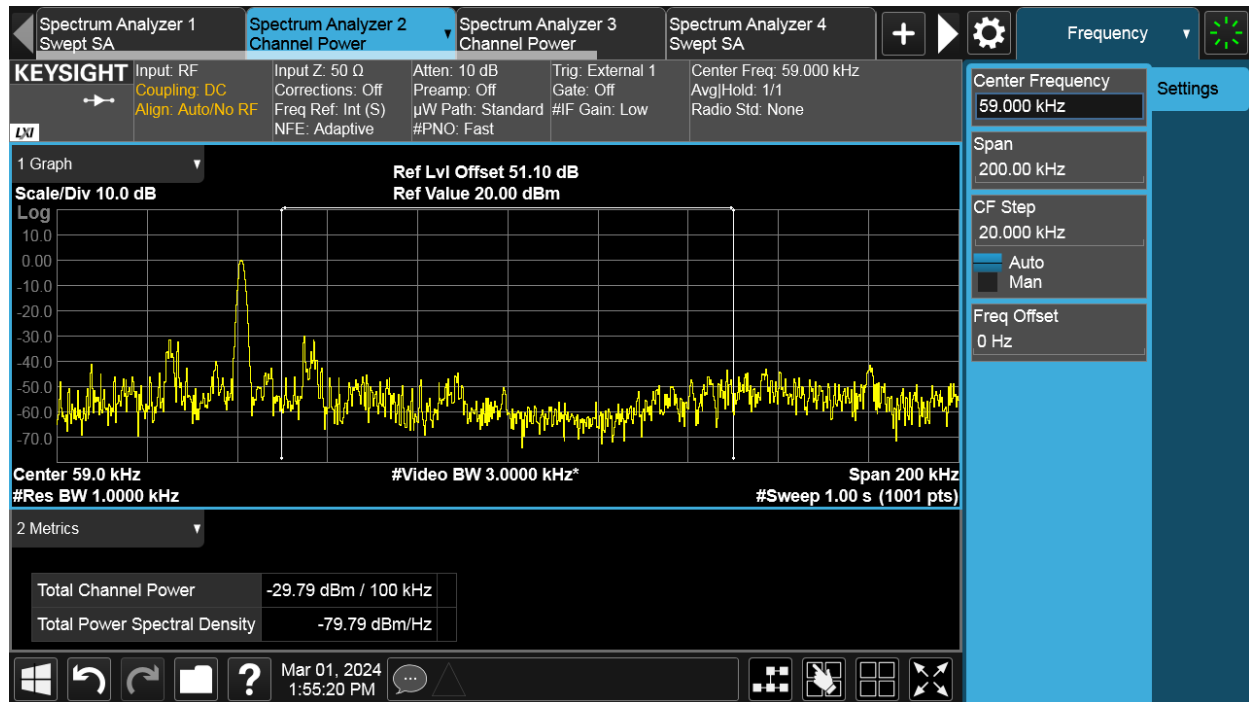 Spectrum Analyzer 1
Swept SA
Spectrum Analyzer 2
Channel Power
Spectrum Analyzer 3
Channel Power
Spectrum Analyzer 4
Swept SA
Frequency
KEYSIGHT
LXI
Input: RF
Coupling: DC
Align: Auto/No RF
Input Z: 50 Ω
Corrections: Off
Freq Ref: Int (S)
NFE: Adaptive
Atten: 10 dB
Preamp: Off
µW Path: Standard
#PNO: Fast
Trig: External 1
Gate: Off
#IF Gain: Low
Center Freq: 59.000 kHz
Avg|Hold: 1/1
Radio Std: None
Center Frequency
59.000 kHz
Settings
Span
200.00 kHz
CF Step
20.000 kHz
Auto
Man
Freq Offset
0 Hz
1 Graph
Ref Lvl Offset 51.10 dB
Scale/Div 10.0 dB
Ref Value 20.00 dBm
Log
10.0
0.00
-10.0
-20.0
-30.0
-40.0
-50.0
-60.0
-70.0
Center 59.0 kHz
#Video BW 3.0000 kHz*
Span 200 kHz
#Res BW 1.0000 kHz
#Sweep 1.00 s (1001 pts)
2 Metrics
Total Channel Power -29.79 dBm / 100 kHz
Total Power Spectral Density -79.79 dBm/Hz
?
Mar 01, 2024
1:55:20 PM